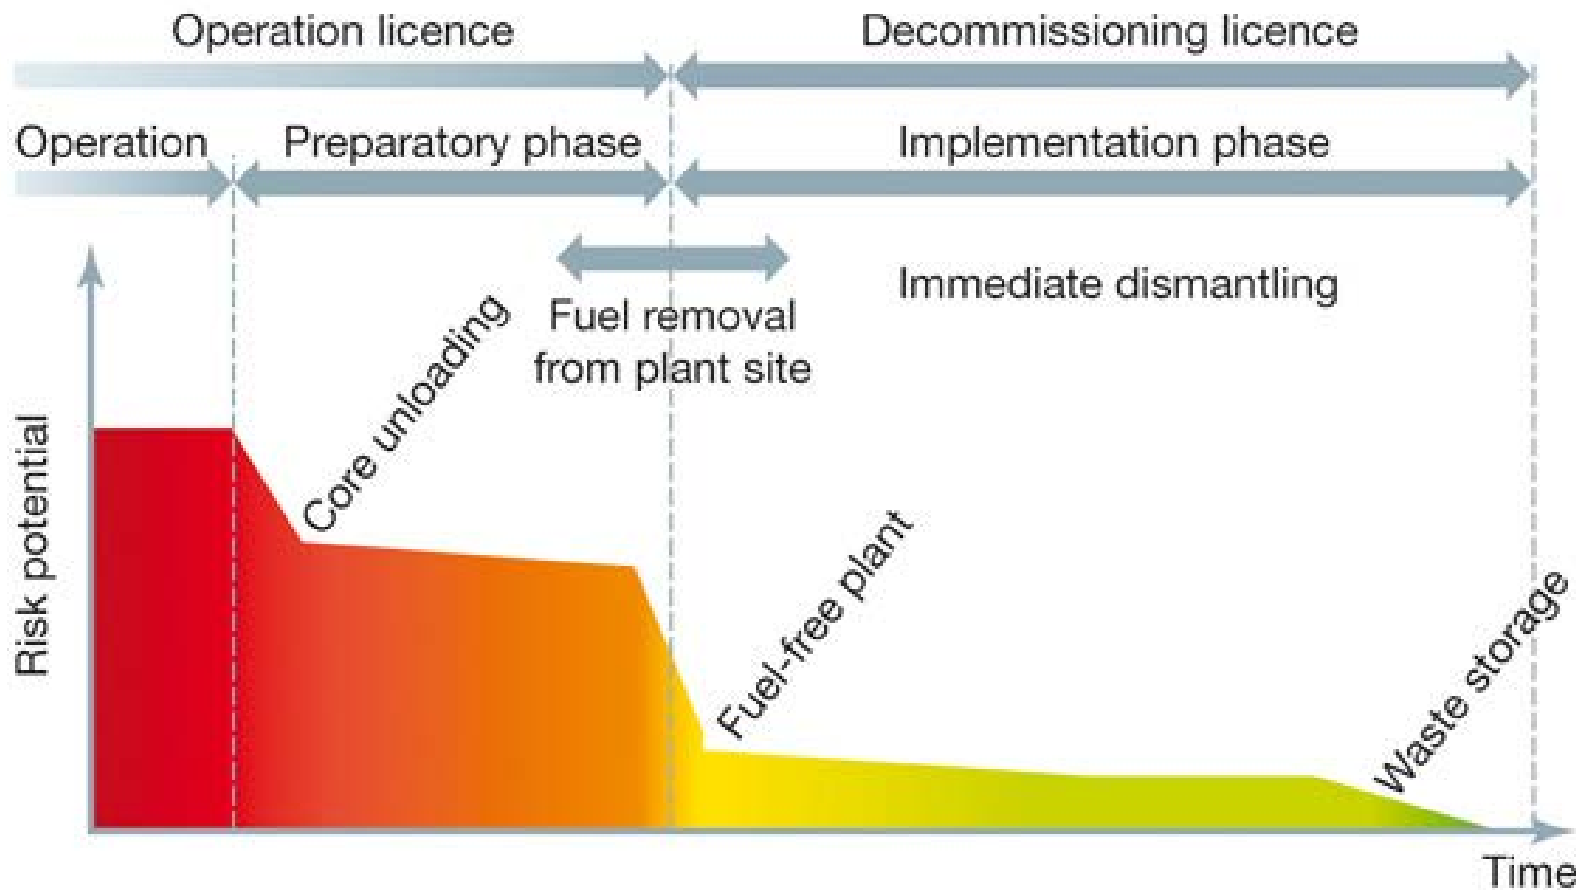 Operation licence
Decommissioning licence
Operation
Preparatory phase
Implementation phase
Immediate dismantling
Fuel removal
from plant site
Core unloading
Fuel-free plant
Waste storage
Risk potential
Time